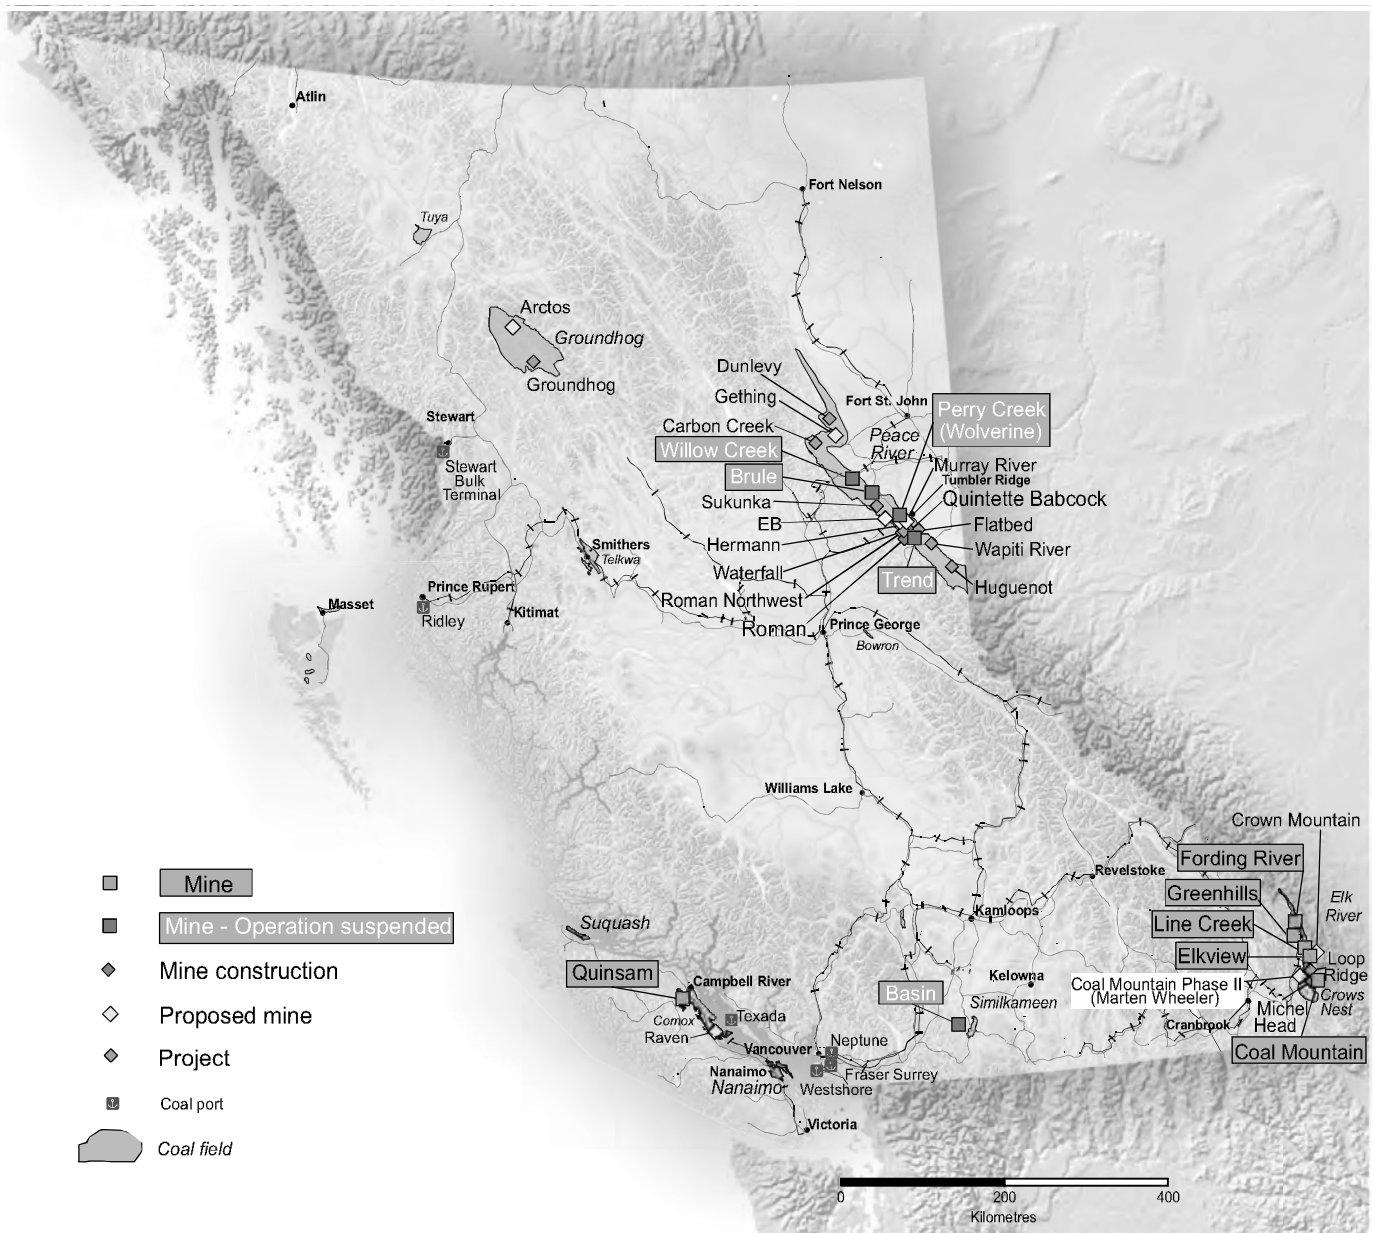 Atlin
Fort Nelson
Tuya
Arctos
Groundhog
Groundhog
Dunlevy
Gething
Fort St. John
Perry Creek
(Wolverine)
Stewart
Carbon Creek
Peace
River
Willow Creek
Stewart
Bulk
Terminal
Brule
Murray River
Tumbler Ridge
Sukunka
Quintette Babcock
EB
Flatbed
Hermann
Smithers
Telkwa
Wapiti River
Waterfall
Trend
Prince Rupert
Huguenot
Masset
Roman Northwest
Ridley
Kitimat
Roman
Prince George
Bowron
Williams Lake
Crown Mountain
Fording River
Revelstoke
Mine
Greenhills
Elk
River
Kamloops
Mine - Operation suspended
Suquash
Line Creek
Elkview
Loop
Ridge
Mine construction
Quinsam
Campbell River
Kelowna
Coal Mountain Phase II
(Marten Wheeler)
Basin
Similkameen
Crows
Nest
Proposed mine
Comox
Texada
Michel
Head
Raven
Cranbrook
Neptune
Vancouver
Coal Mountain
Project
Nanaimo
Fraser Surrey
Nanaimo
Westshore
Coal port
Victoria
Coal field
0
200
400
Kilometres